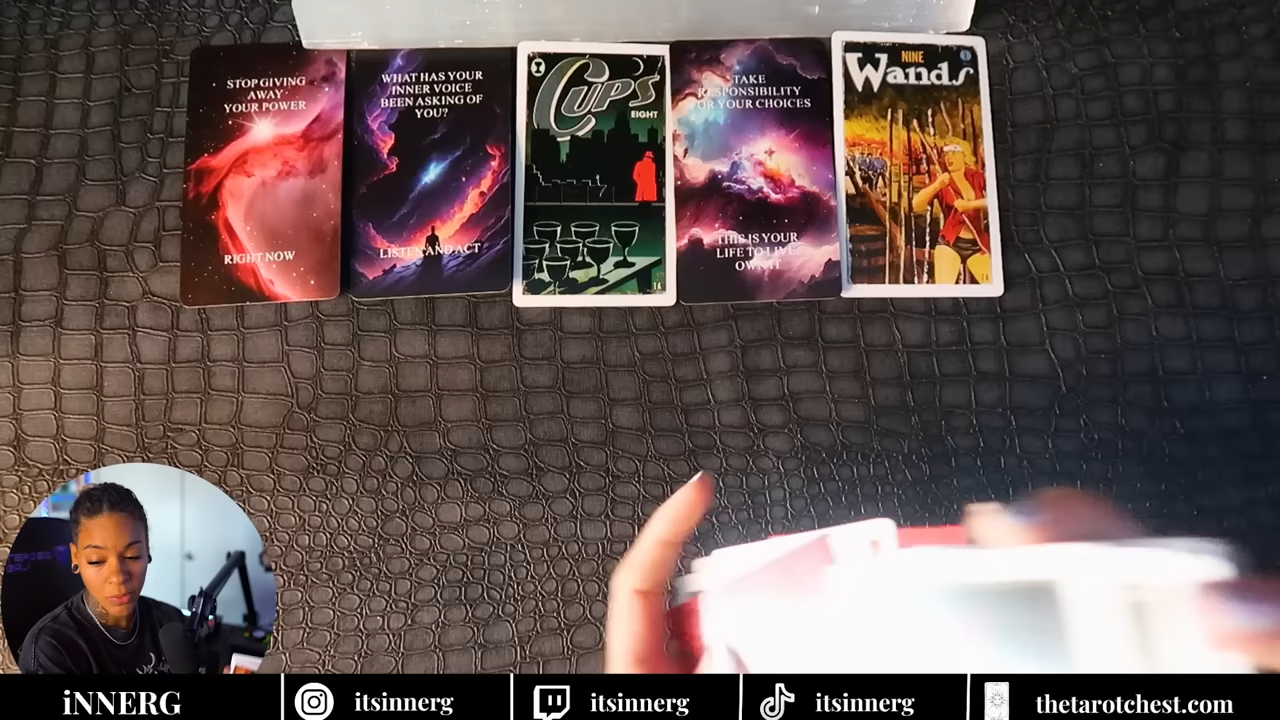 STOP GIVING
AWAY
YOUR POWER
RIGHT NOW
WHAT HAS YOUR
INNER VOICE
BEEN ASKING OF
YOU?
LISTEN AND ACT
CUPS
EIGHT
TA
TAKE
RESPONSIBILITY
FOR YOUR CHOICES
THIS IS YOUR
LIFE TO LIVE.
OWN IT
NINE
Wands
TA
iNNERG
itsinnerg
itsinnerg
itsinnerg
thetarotchest.com